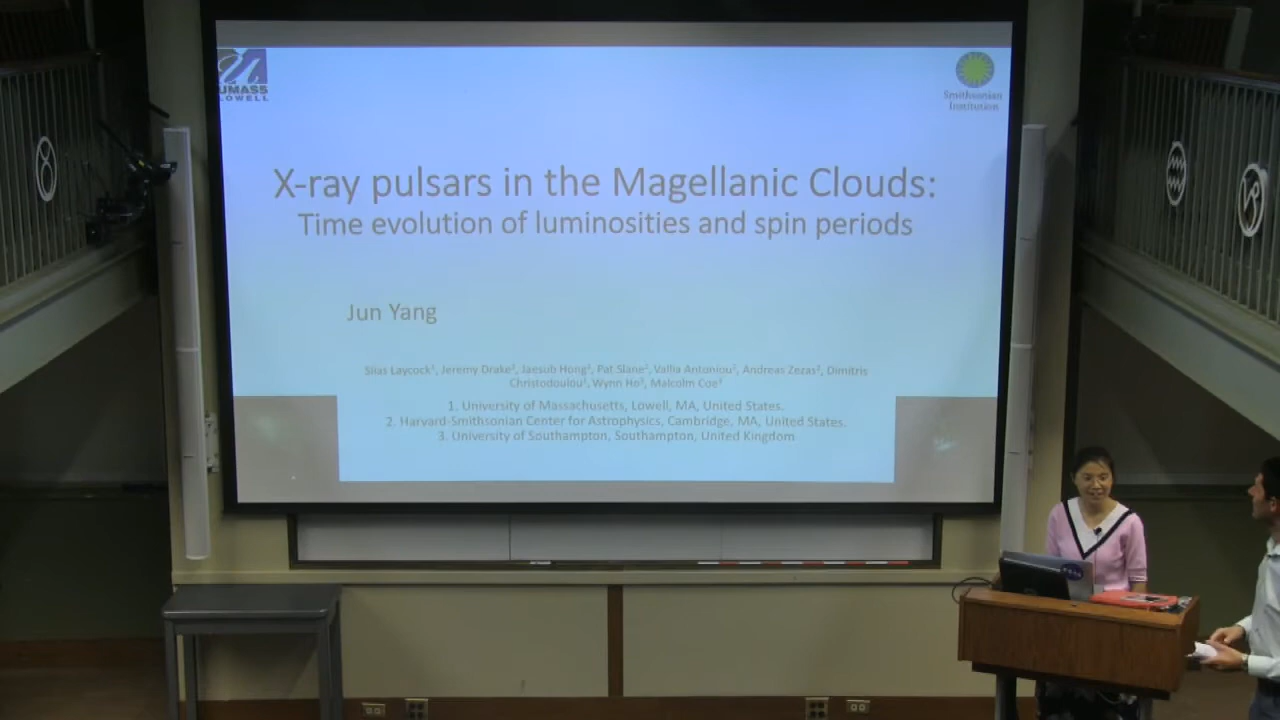 UMASS
LOWELL
Smithsonian
Institution
X-ray pulsars in the Magellanic Clouds:
Time evolution of luminosities and spin periods
Jun Yang
Silas Laycock¹, Jeremy Drake², Jaesub Hong², Pat Slane², Vallia Antoniou², Andreas Zezas², Dimitris
Christodoulou¹, Wynn Ho³, Malcolm Coe³
1. University of Massachusetts, Lowell, MA, United States.
2. Harvard-Smithsonian Center for Astrophysics, Cambridge, MA, United States.
3. University of Southampton, Southampton, United Kingdom
NASA